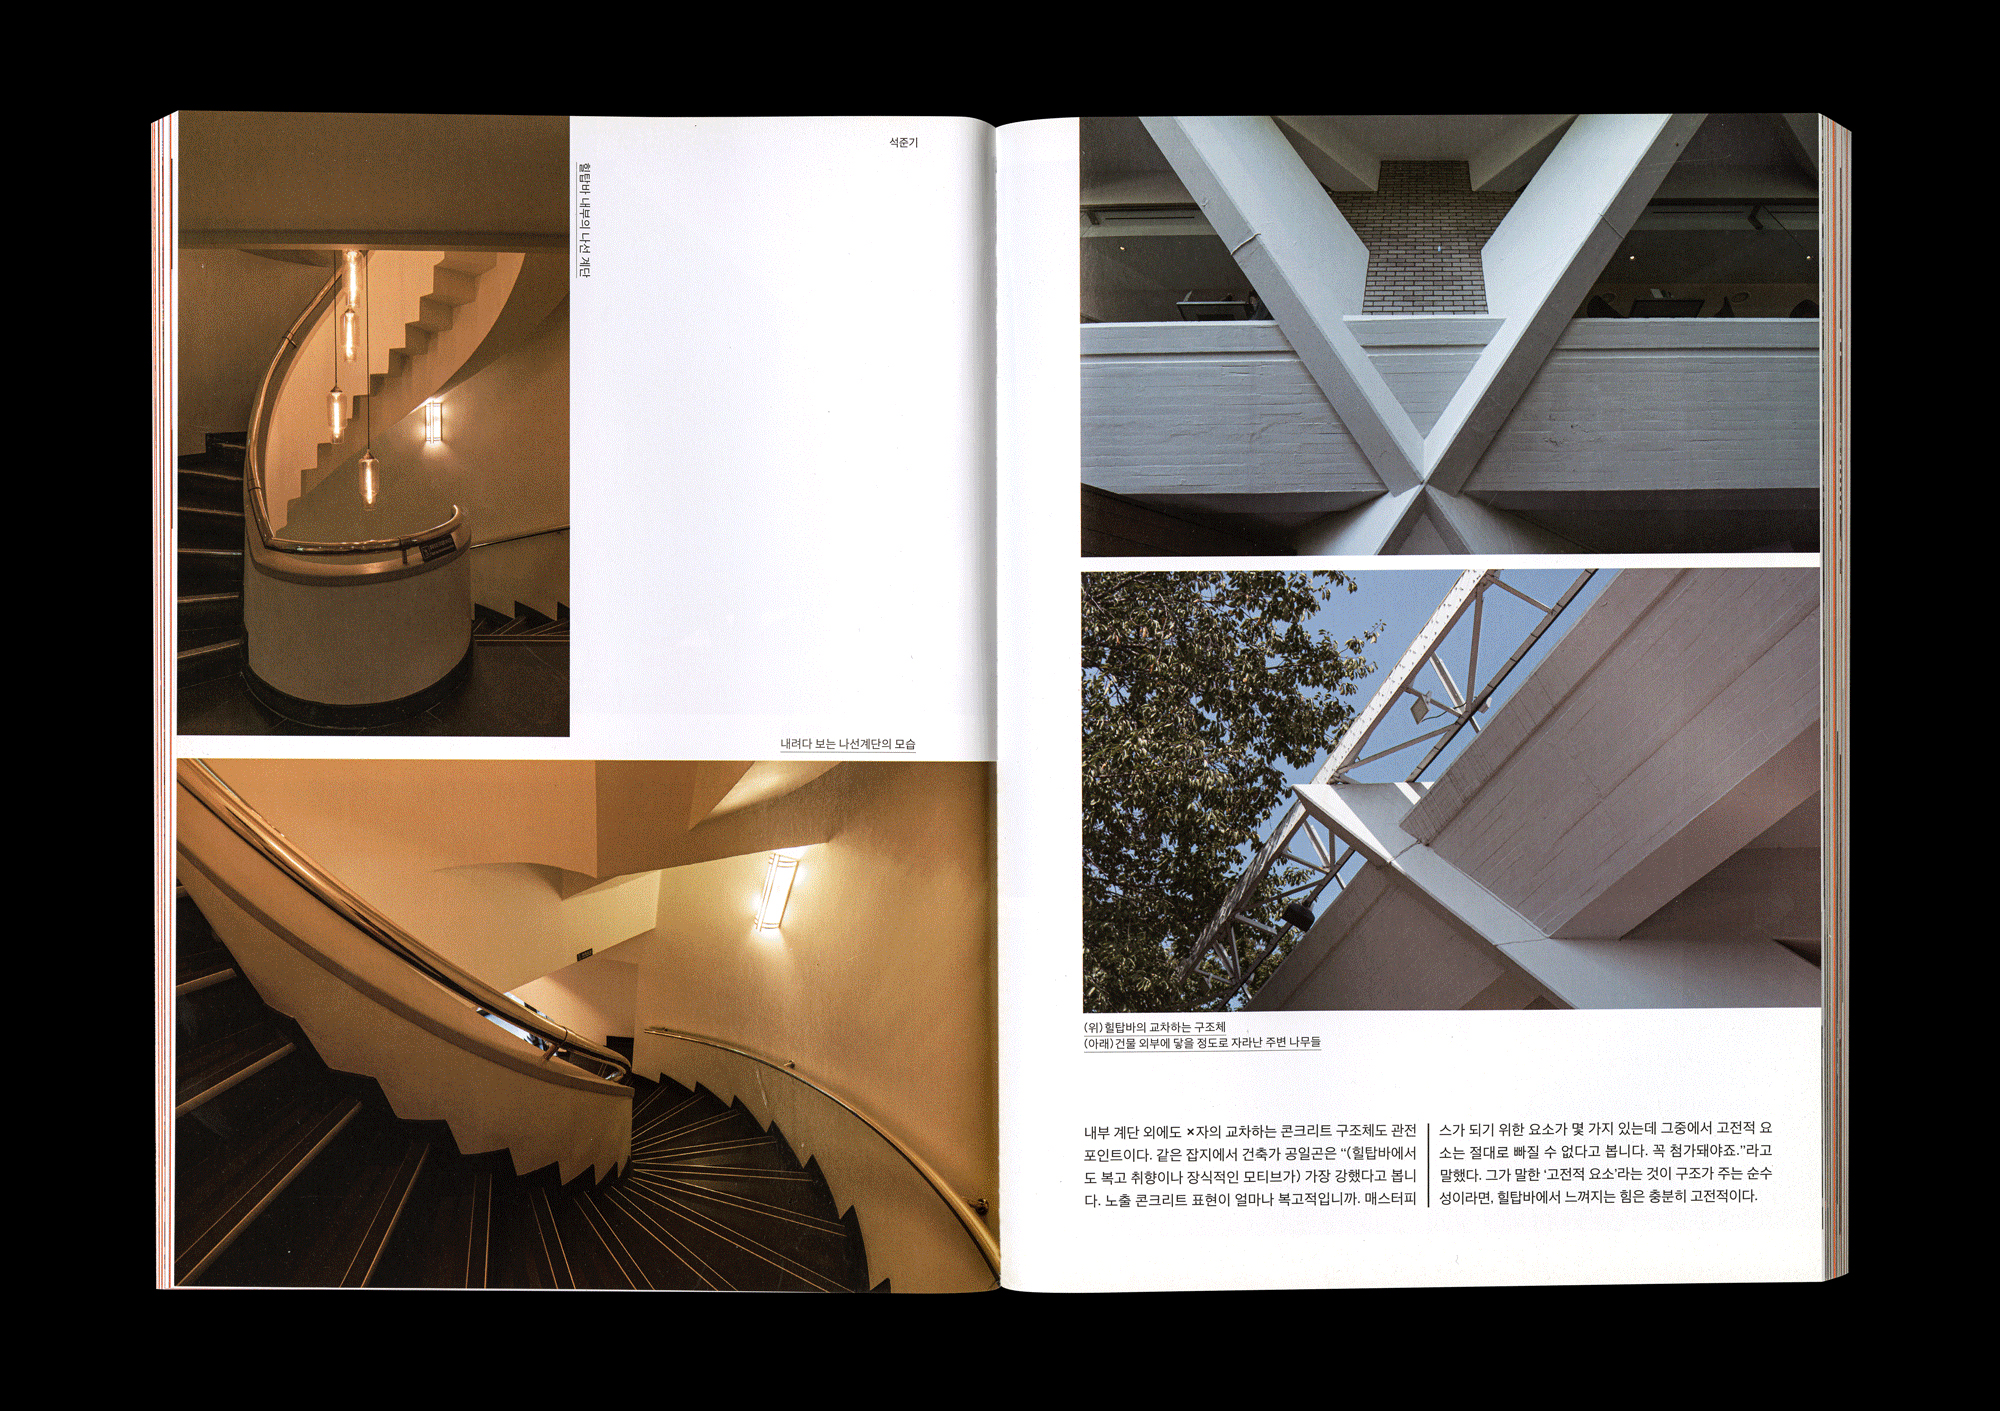 석준기
힐탑바 내부의 나선 계단
내려다 보는 나선계단의 모습
(위)힐탑바의 교차하는 구조체
(아래)건물 외부에 닿을 정도로 자라난 주변 나무들
내부 계단 외에도 ×자의 교차하는 콘크리트 구조체도 관전
포인트이다. 같은 잡지에서 건축가 공일곤은 “(힐탑바에서
도 복고 취향이나 장식적인 모티브가) 가장 강했다고 봅니
다. 노출 콘크리트 표현이 얼마나 복고적입니까. 매스터피
스가 되기 위한 요소가 몇 가지 있는데 그중에서 고전적 요
소는 절대로 빠질 수 없다고 봅니다. 꼭 첨가돼야죠.”라고
말했다. 그가 말한 ‘고전적 요소’라는 것이 구조가 주는 순수
성이라면, 힐탑바에서 느껴지는 힘은 충분히 고전적이다.